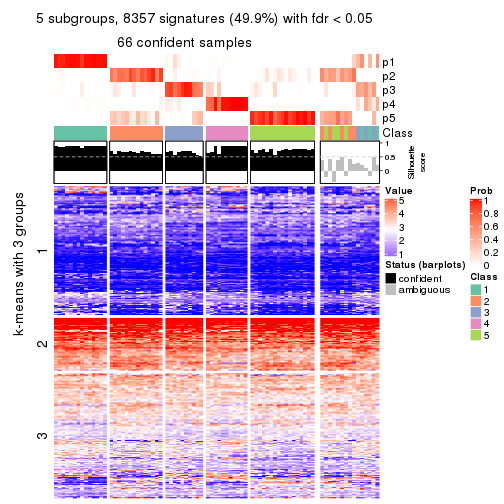 5 subgroups, 8357 signatures (49.9%) with fdr < 0.05
66 confident samples
p1
p2
p3
p4
p5
Class
1
0.5
0
Silhouette
score
k-means with 3 groups
1
2
3
Value
5
4
3
2
1
Status (barplots)
confident
ambiguous
Prob
1
0.8
0.6
0.4
0.2
0
Class
1
2
3
4
5